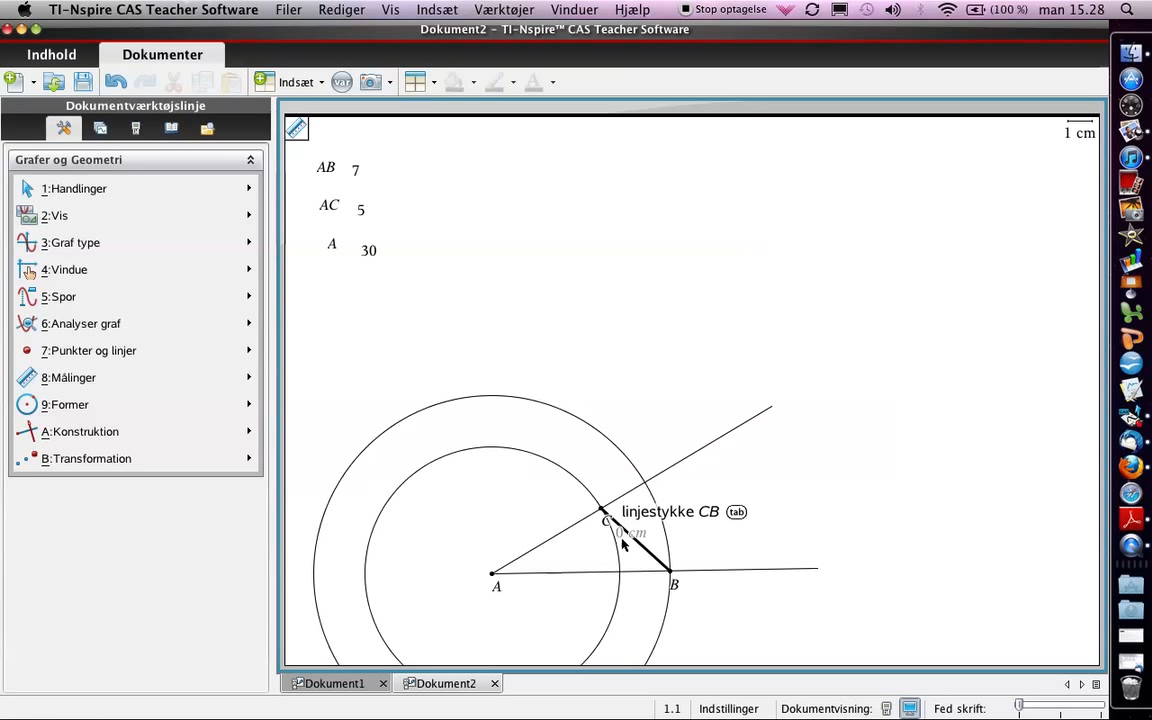 TI-Nspire CAS Teacher Software Filer Rediger Vis Indsæt Værktøjer Vinduer Hjælp Stop optagelse (100 %) man 15.28
Dokument2 – TI-Nspire™ CAS Teacher Software
Indhold Dokumenter
Indsæt var
Dokumentværktøjslinje
Grafer og Geometri
1:Handlinger
2:Vis
3:Graf type
4:Vindue
5:Spor
6:Analyser graf
7:Punkter og linjer
8:Målinger
9:Former
A:Konstruktion
B:Transformation
1 cm
AB 7
AC 5
A 30
linjestykke CB tab
C
0 cm
A
B
Dokument1 Dokument2
1.1 Indstillinger Dokumentvisning: Fed skrift: